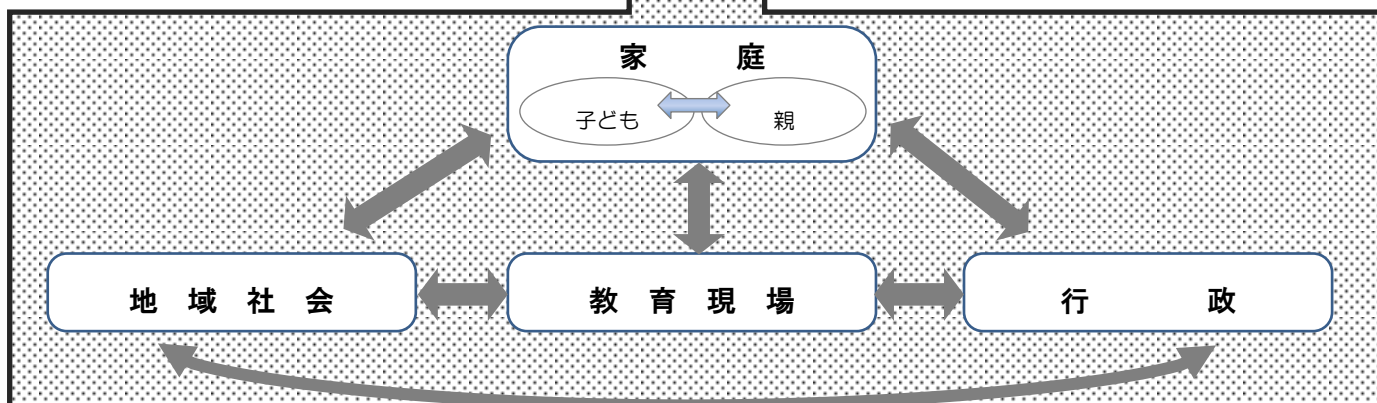 家庭
子ども 親
地域社会 教育現場 行政